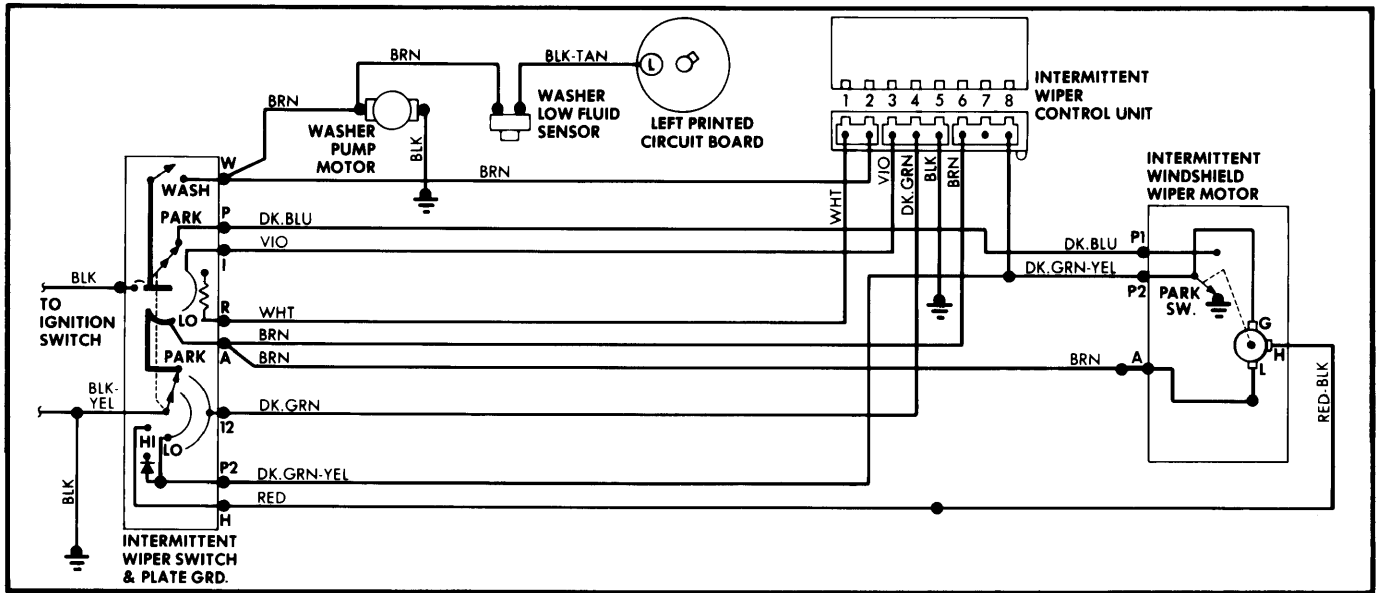 BRN
BLK-TAN
L
WASHER
LOW FLUID
SENSOR
LEFT PRINTED
CIRCUIT BOARD
BRN
WASHER
PUMP
MOTOR
BLK
1 2 3 4 5 6 7 8
INTERMITTENT
WIPER
CONTROL UNIT
INTERMITTENT
WINDSHIELD
WIPER MOTOR
W
WASH
BRN
WHT
VIO
DK.GRN
BLK
BRN
PARK
P
DK.BLU
VIO
I
DK.BLU
P1
DK.GRN-YEL
P2
PARK
SW.
G
H
L
BLK
TO
IGNITION
SWITCH
LO
R
WHT
BRN
A
BRN
BRN
A
RED-BLK
PARK
BLK-
YEL
DK.GRN
12
HI
LO
P2
DK.GRN-YEL
RED
H
BLK
INTERMITTENT
WIPER SWITCH
& PLATE GRD.